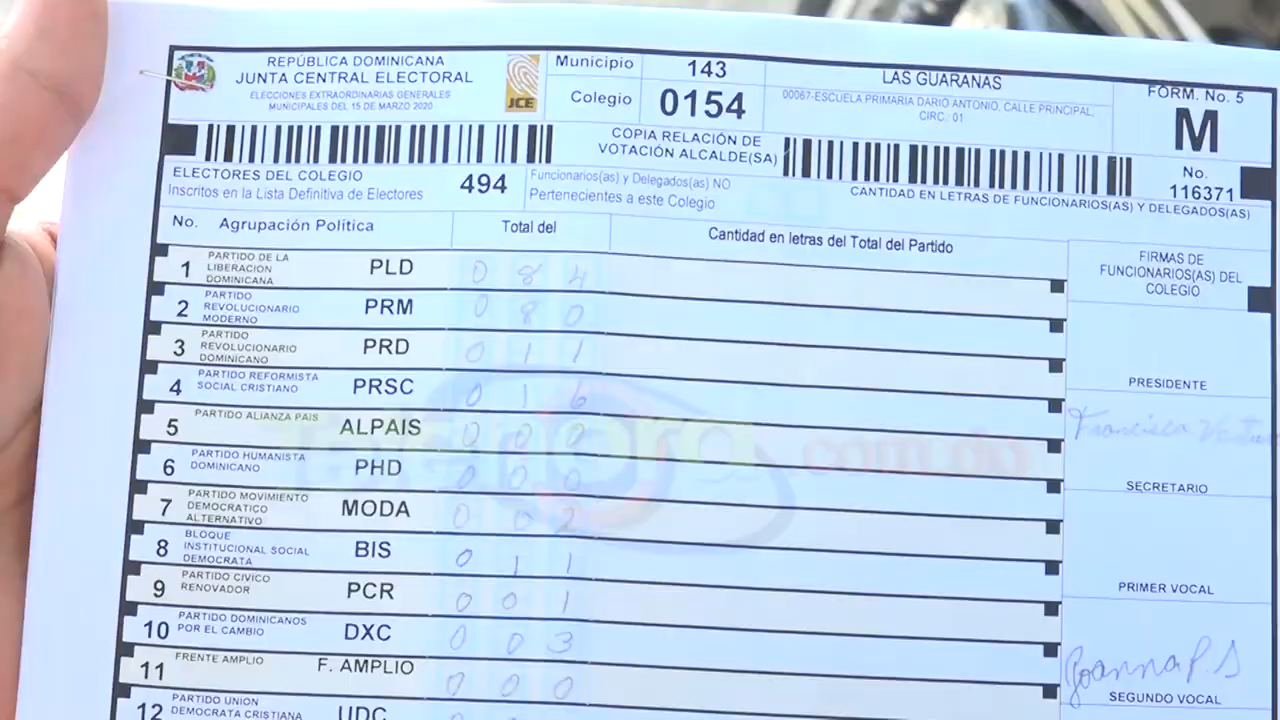 REPÚBLICA DOMINICANA
JUNTA CENTRAL ELECTORAL
ELECCIONES EXTRAORDINARIAS GENERALES
MUNICIPALES DEL 15 DE MARZO 2020
JCE
Municipio 143 LAS GUARANAS
Colegio 0154 00067-ESCUELA PRIMARIA DARIO ANTONIO, CALLE PRINCIPAL,
CIRC.: 01
FORM. No. 5
M
COPIA RELACIÓN DE
VOTACIÓN ALCALDE(SA)
No.
116371
ELECTORES DEL COLEGIO
Inscritos en la Lista Definitiva de Electores 494
Funcionarios(as) y Delegados(as) NO
Pertenecientes a este Colegio
CANTIDAD EN LETRAS DE FUNCIONARIOS(AS) Y DELEGADOS(AS)
No. Agrupación Política Total del Cantidad en letras del Total del Partido
FIRMAS DE
FUNCIONARIOS(AS) DEL
COLEGIO
1 PARTIDO DE LA
LIBERACION
DOMINICANA PLD 0 8 4
2 PARTIDO
REVOLUCIONARIO
MODERNO PRM 0 8 0
3 PARTIDO
REVOLUCIONARIO
DOMINICANO PRD 0 1 1
4 PARTIDO REFORMISTA
SOCIAL CRISTIANO PRSC 0 1 6
PRESIDENTE
5 PARTIDO ALIANZA PAIS ALPAIS 0 0 0
Francisca
6 PARTIDO HUMANISTA
DOMINICANO PHD 0 0 0
.com.do
SECRETARIO
7 PARTIDO MOVIMIENTO
DEMOCRATICO
ALTERNATIVO MODA 0 0 2
8 BLOQUE
INSTITUCIONAL SOCIAL
DEMOCRATA BIS 0 1 1
9 PARTIDO CIVICO
RENOVADOR PCR 0 0 1
PRIMER VOCAL
10 PARTIDO DOMINICANOS
POR EL CAMBIO DXC 0 0 3
11 FRENTE AMPLIO F. AMPLIO 0 0 0
Joanna P. S
SEGUNDO VOCAL
12 PARTIDO UNION
DEMOCRATA CRISTIANA UDC